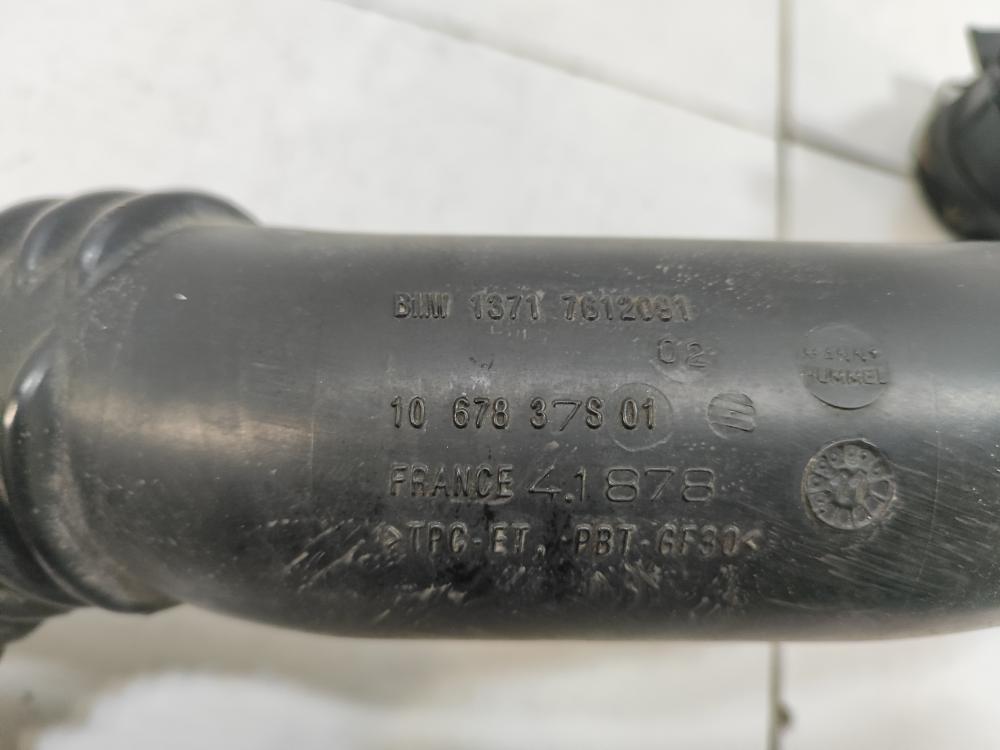 BMW 1371 7612091
02
MANN+
HUMMEL
10 678 37S 01
FRANCE 4.1878
>TPC-ET, PBT-GF30<